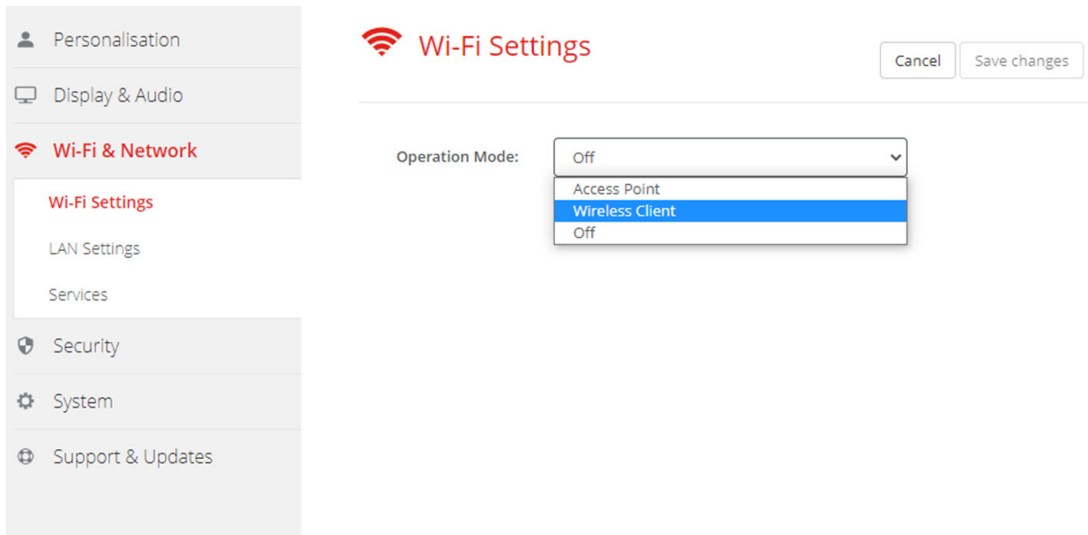 Personalisation
Display & Audio
Wi-Fi & Network
Wi-Fi Settings
LAN Settings
Services
Security
System
Support & Updates
Wi-Fi Settings
Cancel
Save changes
Operation Mode:
Off
Access Point
Wireless Client
Off